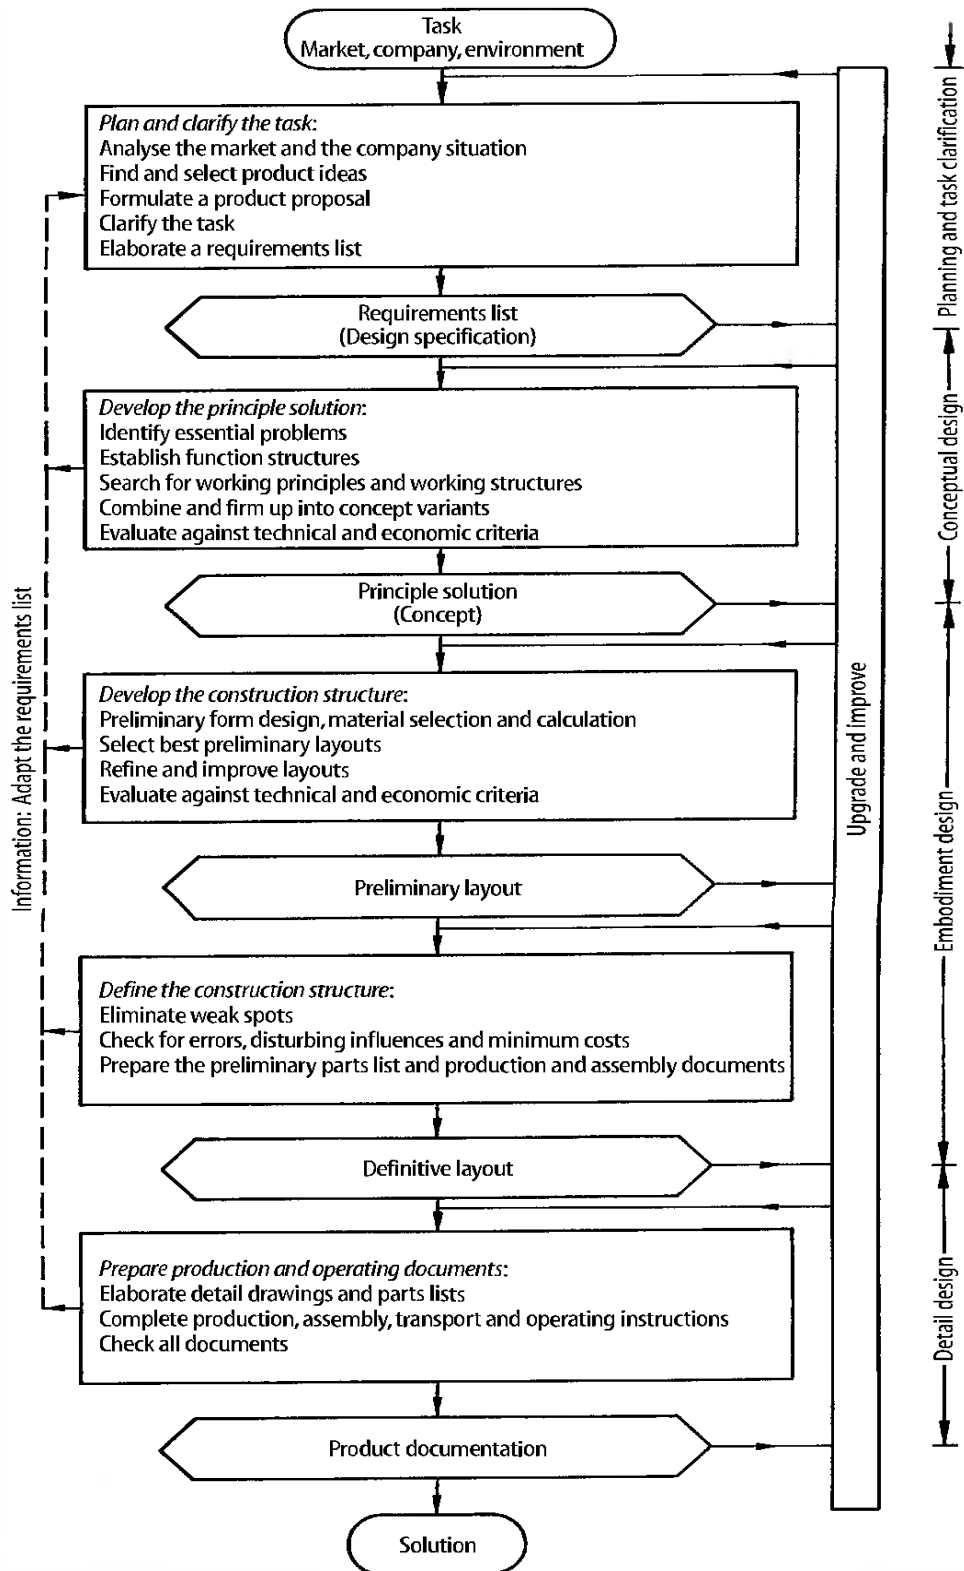 Task
Market, company, environment
Plan and clarify the task:
Analyse the market and the company situation
Find and select product ideas
Formulate a product proposal
Clarify the task
Elaborate a requirements list
Requirements list
(Design specification)
Develop the principle solution:
Identify essential problems
Establish function structures
Search for working principles and working structures
Combine and firm up into concept variants
Evaluate against technical and economic criteria
Principle solution
(Concept)
Develop the construction structure:
Preliminary form design, material selection and calculation
Select best preliminary layouts
Refine and improve layouts
Evaluate against technical and economic criteria
Preliminary layout
Define the construction structure:
Eliminate weak spots
Check for errors, disturbing influences and minimum costs
Prepare the preliminary parts list and production and assembly documents
Definitive layout
Prepare production and operating documents:
Elaborate detail drawings and parts lists
Complete production, assembly, transport and operating instructions
Check all documents
Product documentation
Solution
Information: Adapt the requirements list
Upgrade and improve
Planning and task clarification
Conceptual design
Embodiment design
Detail design